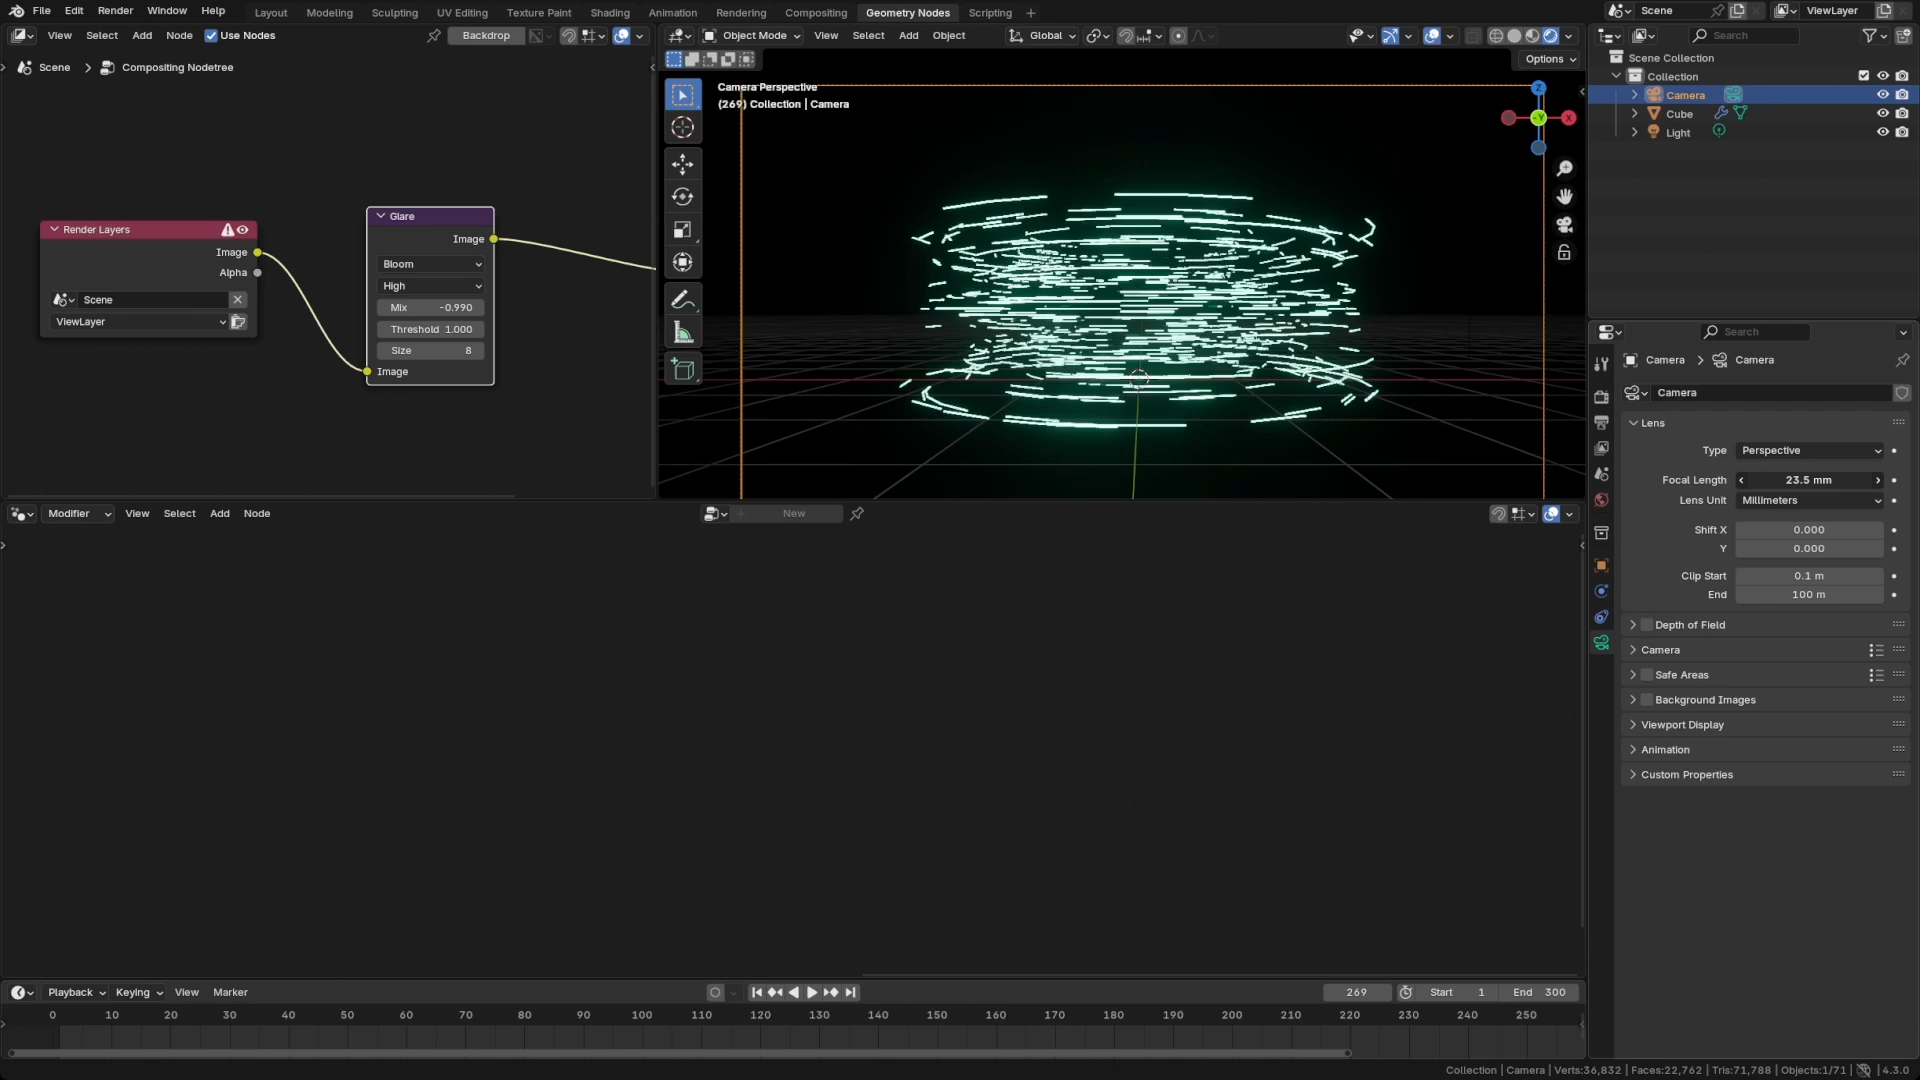 File Edit Render Window Help Layout Modeling Sculpting UV Editing Texture Paint Shading Animation Rendering Compositing Geometry Nodes Scripting + Scene ViewLayer
View Select Add Node Use Nodes Backdrop
Scene > Compositing Nodetree
Render Layers
Image
Alpha
Scene
ViewLayer
Glare
Image
Bloom
High
Mix -0.990
Threshold 1.000
Size 8
Image
Object Mode View Select Add Object Global
Options
Camera Perspective
(269) Collection | Camera
Z
-Y
X
Search
Scene Collection
Collection
Camera
Cube
Light
Search
Camera > Camera
Camera
Lens
Type Perspective
Focal Length 23.5 mm
Lens Unit Millimeters
Shift X 0.000
Y 0.000
Clip Start 0.1 m
End 100 m
Depth of Field
Camera
Safe Areas
Background Images
Viewport Display
Animation
Custom Properties
Modifier View Select Add Node New
Playback Keying View Marker 269 Start 1 End 300
0 10 20 30 40 50 60 70 80 90 100 110 120 130 140 150 160 170 180 190 200 210 220 230 240 250
Collection | Camera | Verts:36,832 | Faces:22,762 | Tris:71,788 | Objects:1/71 | 4.3.0